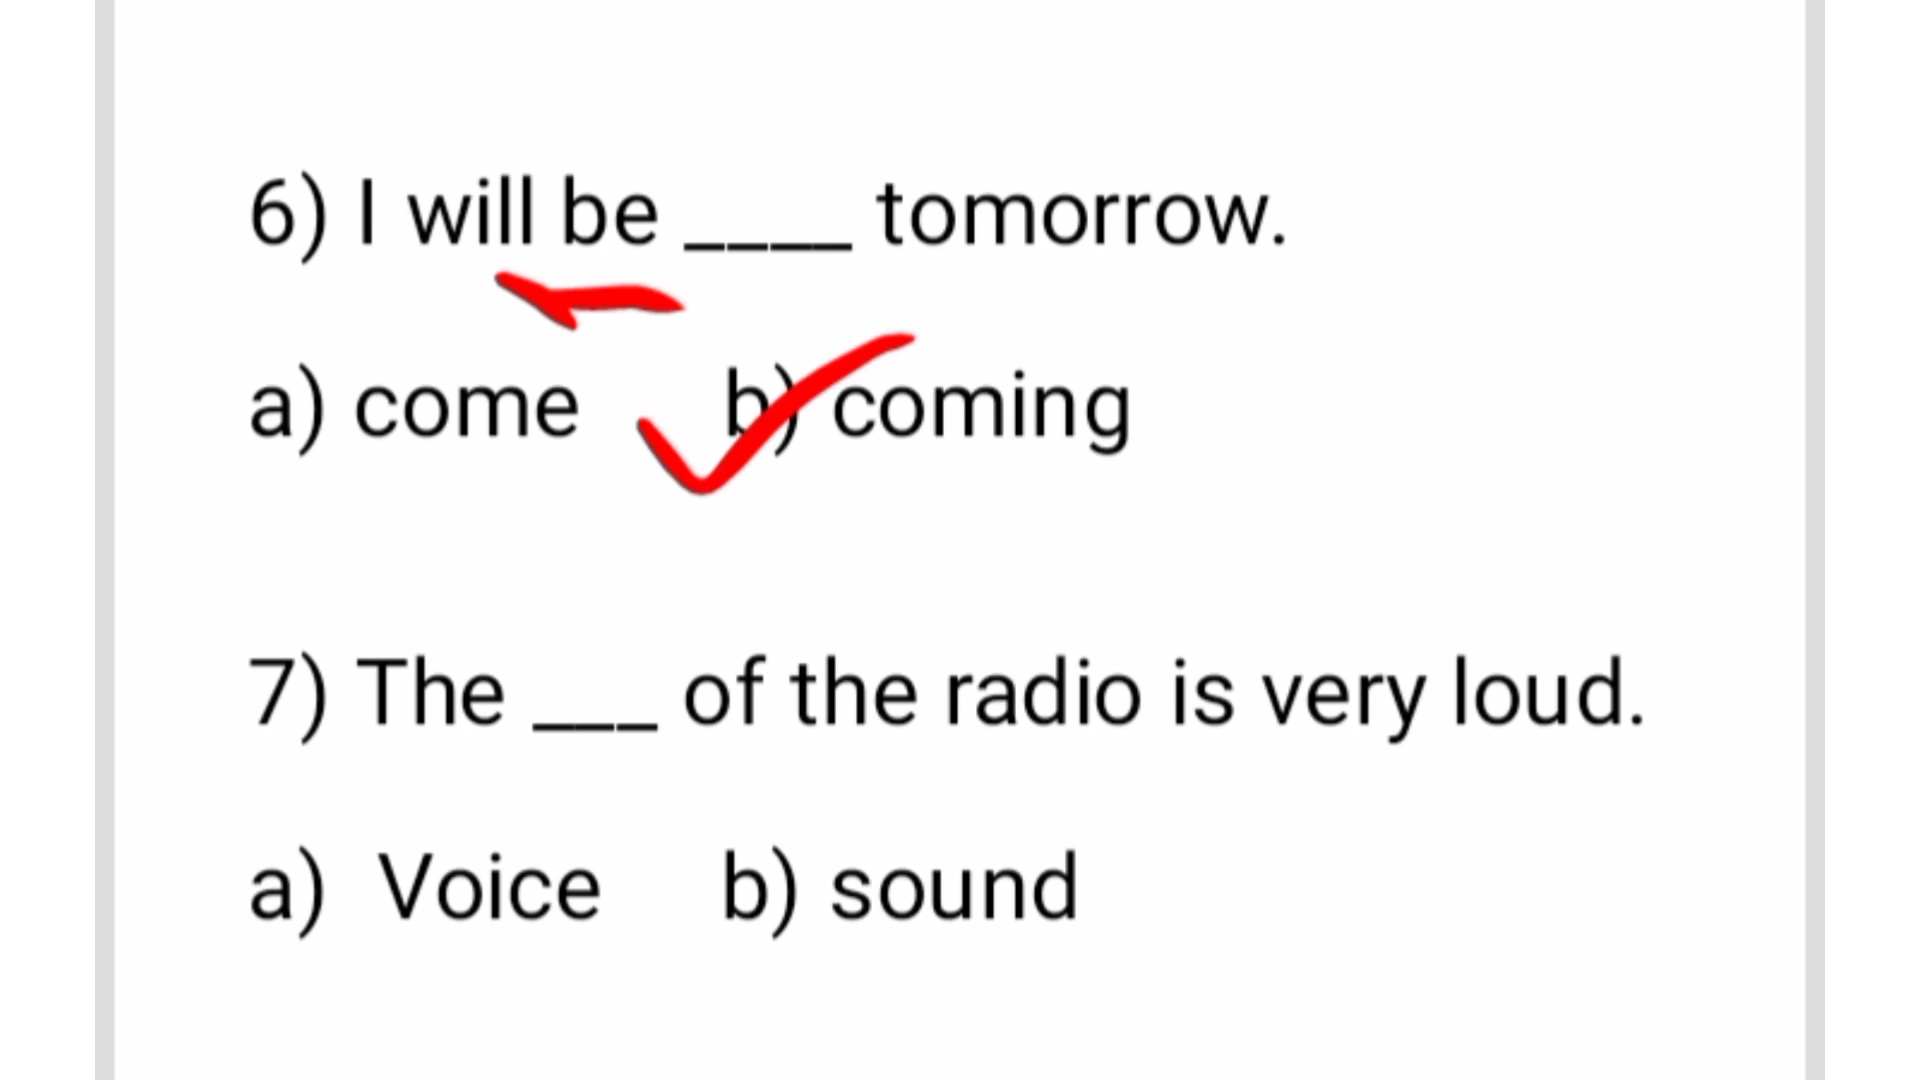 6) I will be ____ tomorrow.
a) come b) coming
7) The ___ of the radio is very loud.
a) Voice b) sound